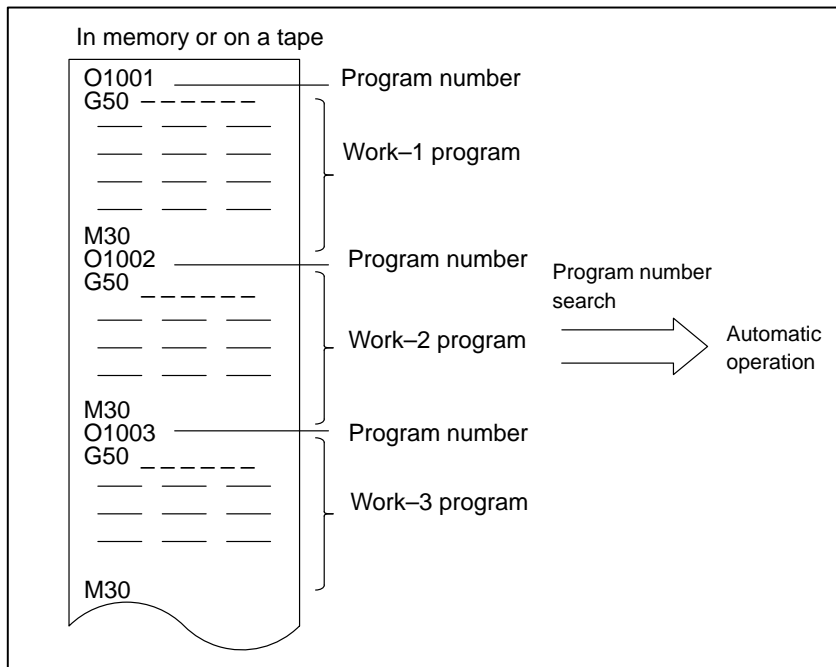 In memory or on a tape
O1001
Program number
G50
Work–1 program
M30
O1002
Program number
G50
Program number
search
Work–2 program
Automatic
operation
M30
O1003
Program number
G50
Work–3 program
M30